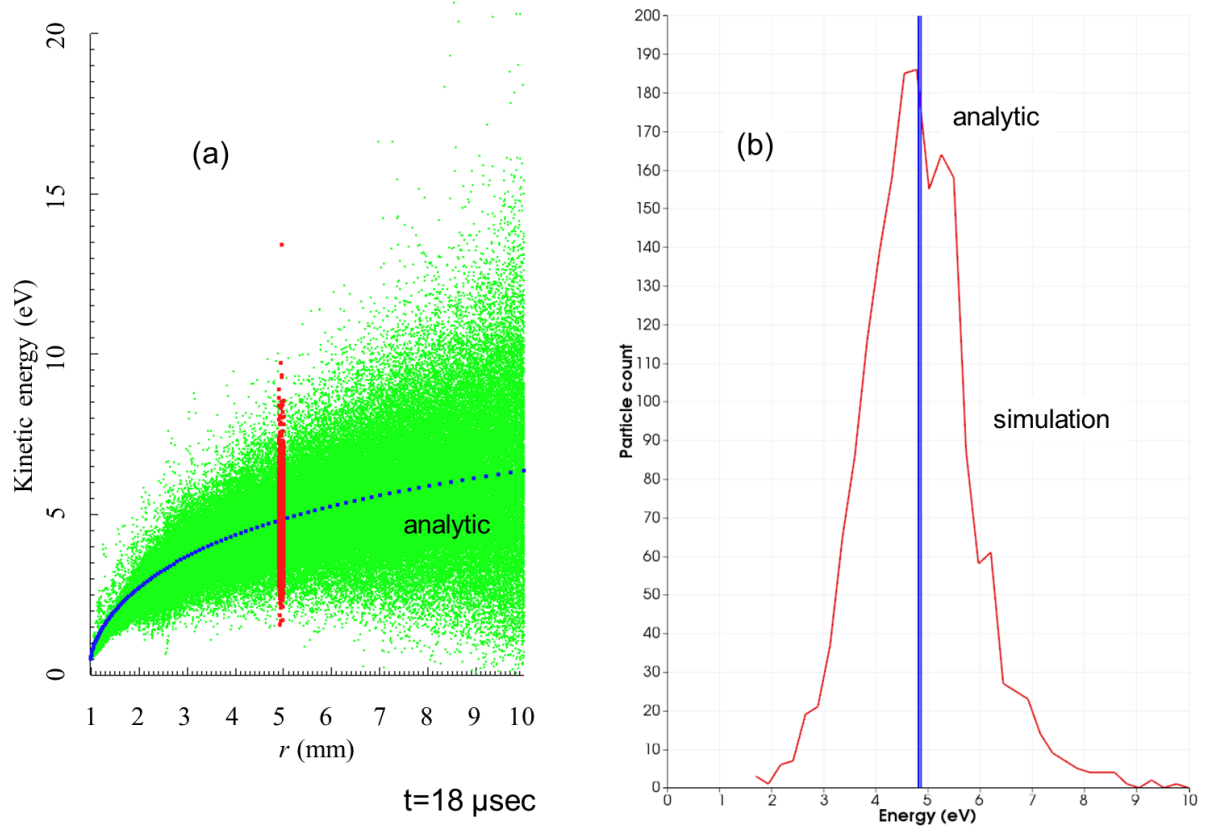 20
15
10
5
0
Kinetic energy (eV)
(a)
analytic
1 2 3 4 5 6 7 8 9 10
r (mm)
t=18 μsec
200
190
180
170
160
150
140
130
120
110
100
90
80
70
60
50
40
30
20
10
0
Particle count
(b)
analytic
simulation
0 1 2 3 4 5 6 7 8 9 10
Energy (eV)